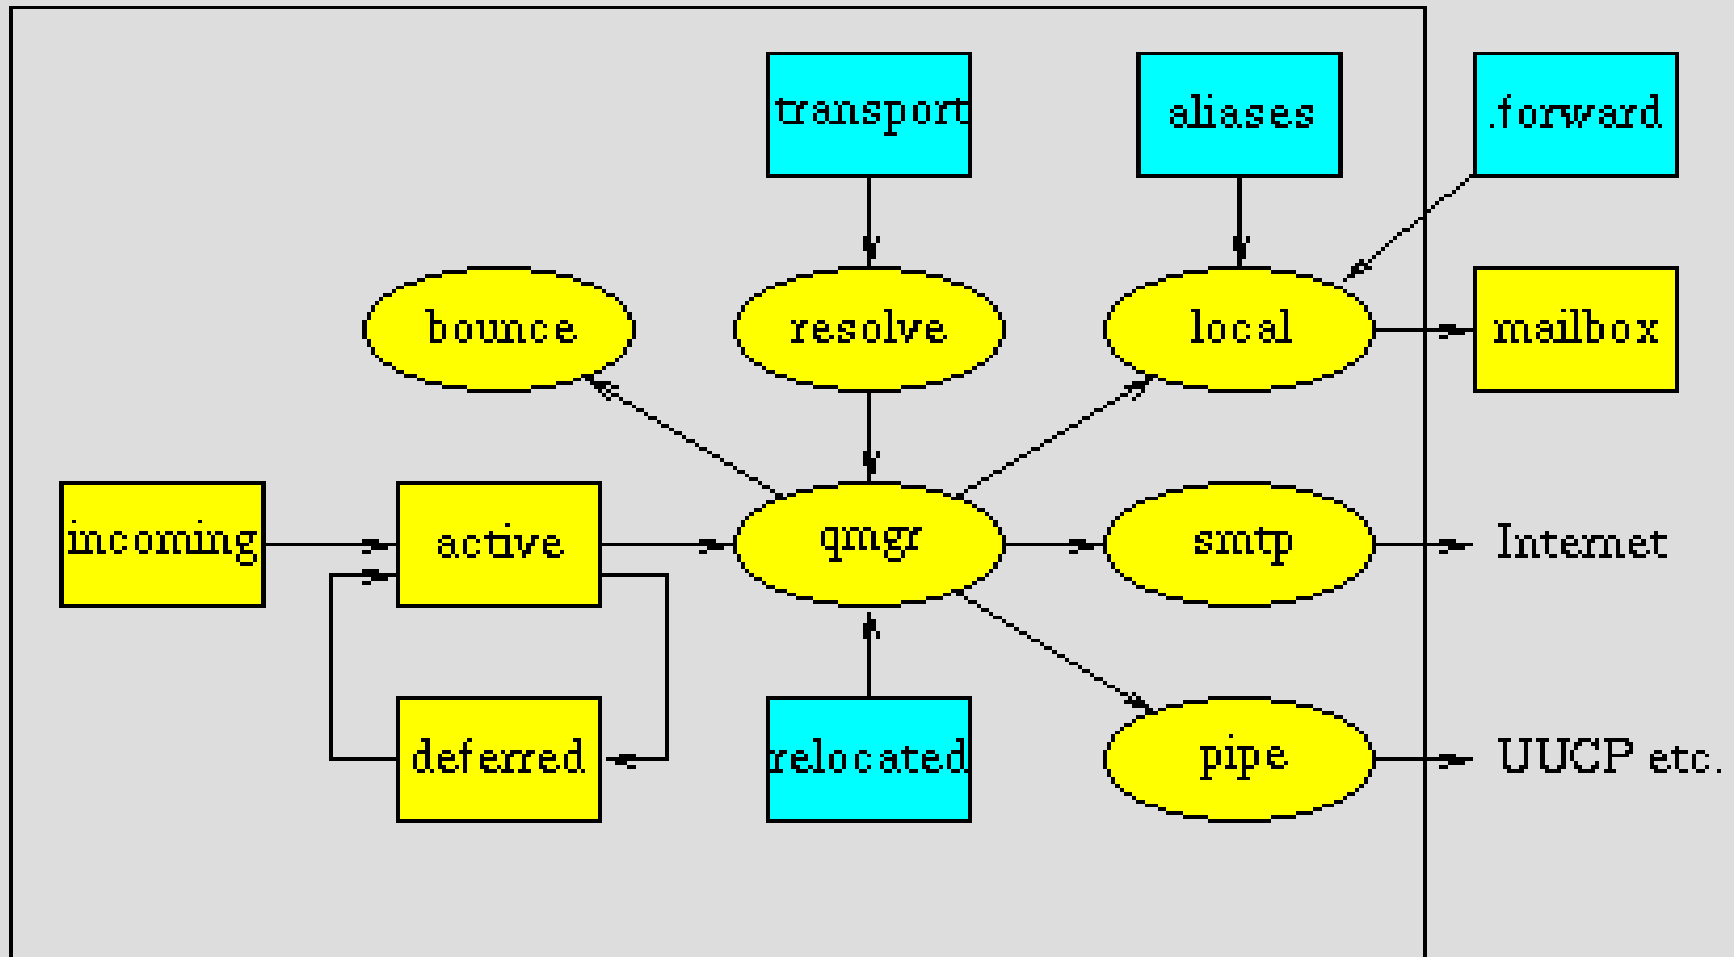 transport
aliases
.forward
bounce
resolve
local
mailbox
incoming
active
qmgr
smtp
Internet
deferred
relocated
pipe
UUCP etc.